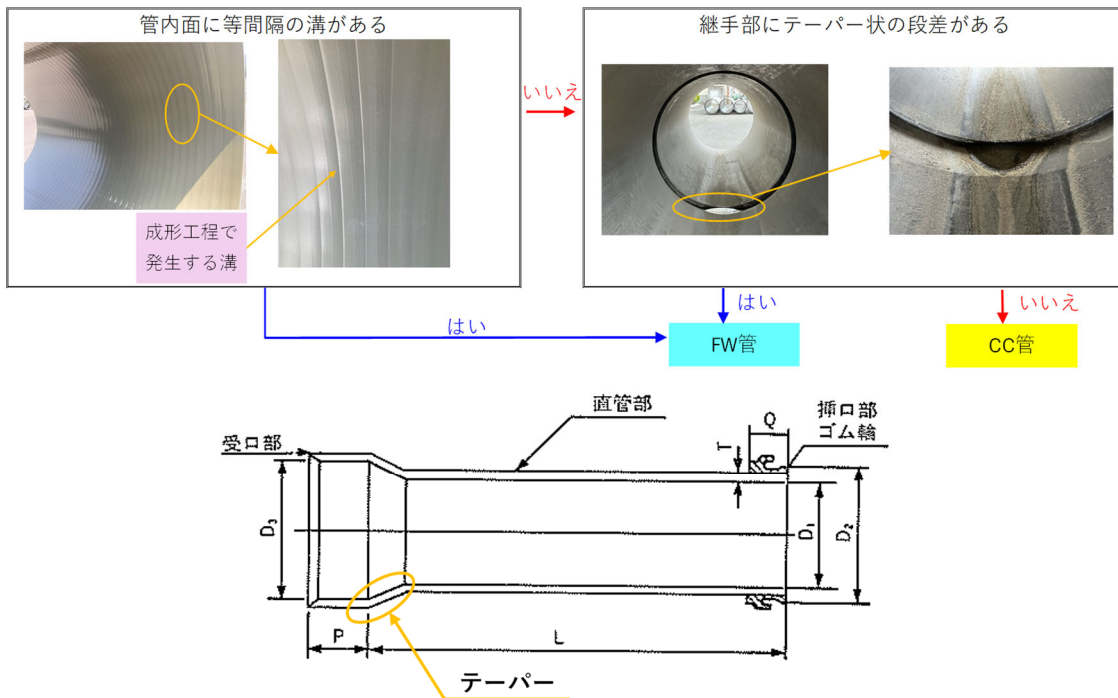 管内面に等間隔の溝がある
成形工程で
発生する溝
いいえ
継手部にテーパー状の段差がある
はい
はい
いいえ
FW管
CC管
受口部
直管部
挿口部
ゴム輪
Q
T
D₃
D₁
D₂
P
L
テーパー